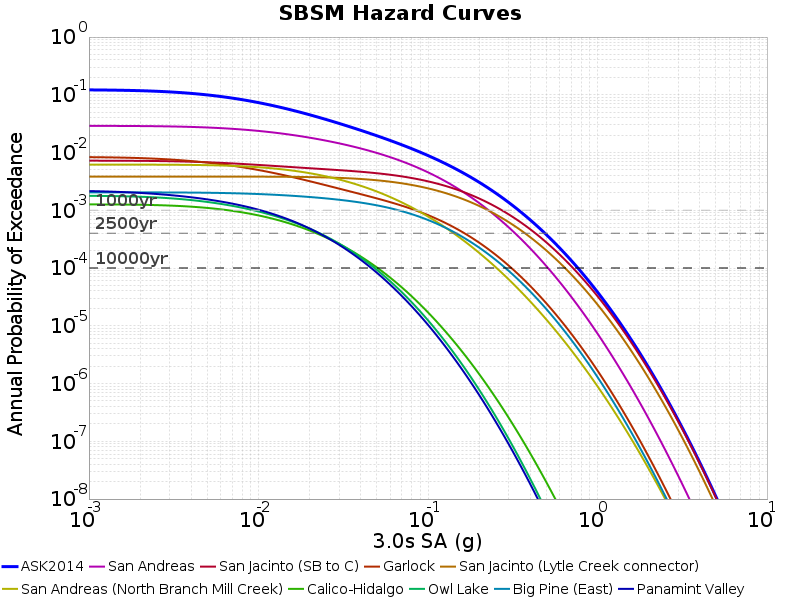 SBSM Hazard Curves
Annual Probability of Exceedance
10^0
10^-1
10^-2
10^-3
10^-4
10^-5
10^-6
10^-7
10^-8
1000yr
2500yr
10000yr
10^-3 10^-2 10^-1 10^0 10^1
3.0s SA (g)
ASK2014 San Andreas San Jacinto (SB to C) Garlock San Jacinto (Lytle Creek connector)
San Andreas (North Branch Mill Creek) Calico-Hidalgo Owl Lake Big Pine (East) Panamint Valley